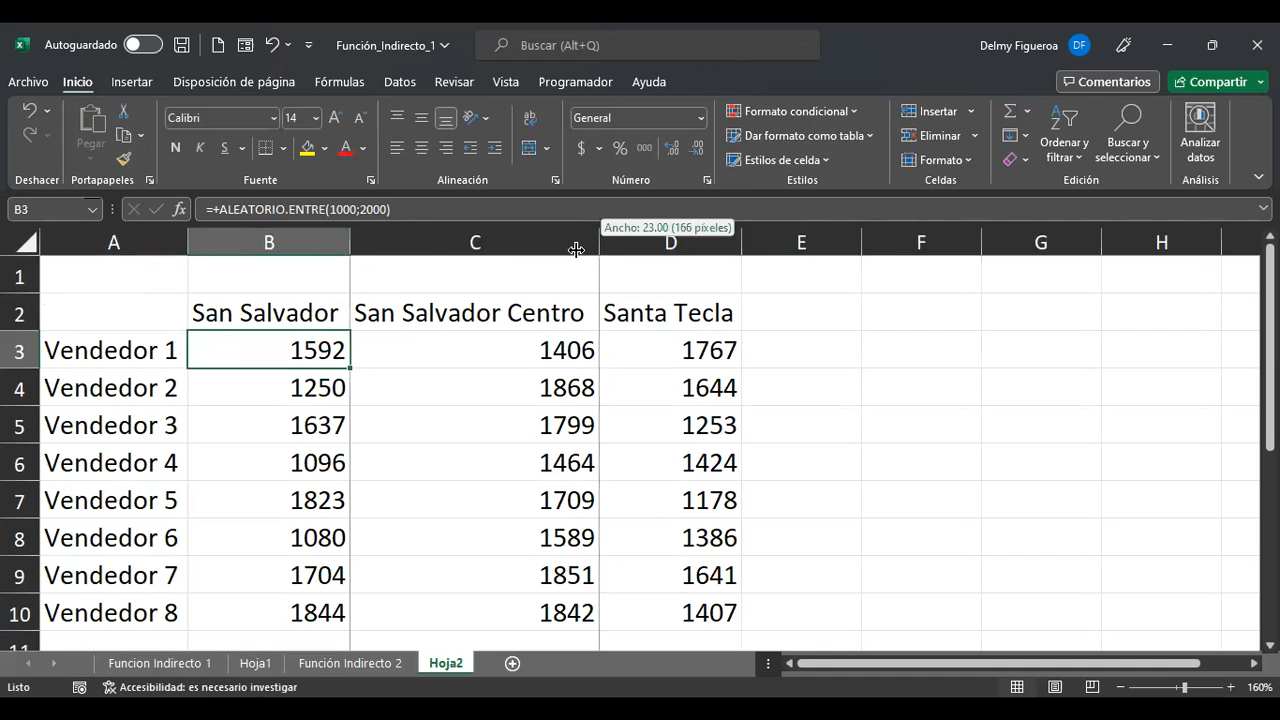 Autoguardado Función_Indirecto_1 Buscar (Alt+Q) Delmy Figueroa DF
Archivo Inicio Insertar Disposición de página Fórmulas Datos Revisar Vista Programador Ayuda Comentarios Compartir
Pegar
Calibri 14
N K S
ab
General
$ % 000
Formato condicional
Dar formato como tabla
Estilos de celda
Insertar
Eliminar
Formato
Ordenar y filtrar
Buscar y seleccionar
Analizar datos
Deshacer Portapapeles Fuente Alineación Número Estilos Celdas Edición Análisis
B3 fx =+ALEATORIO.ENTRE(1000;2000)
Ancho: 23.00 (166 píxeles)
A B C D E F G H
1
2 San Salvador San Salvador Centro Santa Tecla
3 Vendedor 1 1592 1406 1767
4 Vendedor 2 1250 1868 1644
5 Vendedor 3 1637 1799 1253
6 Vendedor 4 1096 1464 1424
7 Vendedor 5 1823 1709 1178
8 Vendedor 6 1080 1589 1386
9 Vendedor 7 1704 1851 1641
10 Vendedor 8 1844 1842 1407
11
Funcion Indirecto 1 Hoja1 Función Indirecto 2 Hoja2
Listo Accesibilidad: es necesario investigar 160%